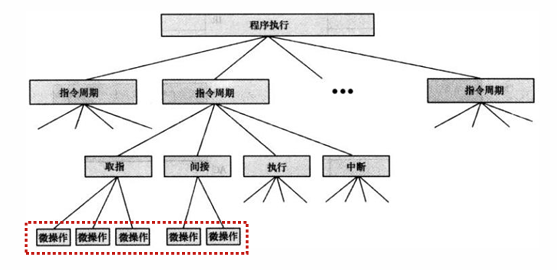 程序执行
指令周期 指令周期 ••• 指令周期
取指 间接 执行 中断
微操作 微操作 微操作 微操作 微操作